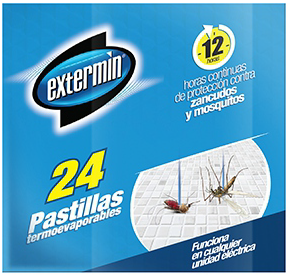 extermin
12
horas
horas continuas
de protección contra
zancudos
y mosquitos
24
Pastillas
termoevaporables
Funciona
en cualquier
unidad eléctrica